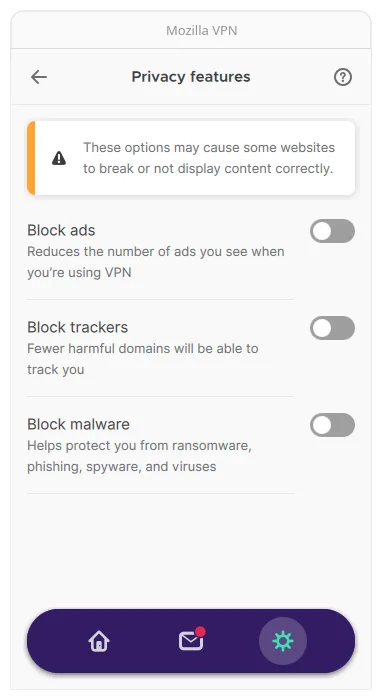 Mozilla VPN
Privacy features
These options may cause some websites
to break or not display content correctly.
Block ads
Reduces the number of ads you see when
you're using VPN
Block trackers
Fewer harmful domains will be able to
track you
Block malware
Helps protect you from ransomware,
phishing, spyware, and viruses